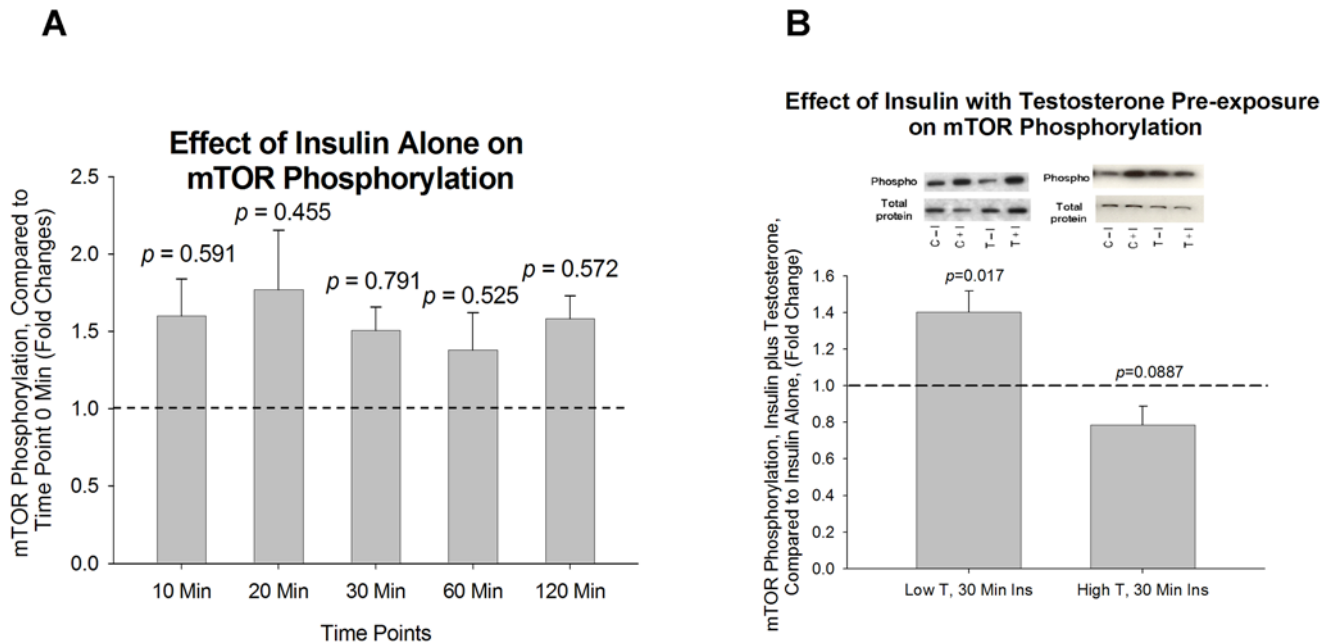 A
Effect of Insulin Alone on
mTOR Phosphorylation
mTOR Phosphorylation, Compared to
Time Point 0 Min (Fold Changes)
2.5
2.0
1.5
1.0
0.5
0.0
p = 0.591
p = 0.455
p = 0.791
p = 0.525
p = 0.572
10 Min
20 Min
30 Min
60 Min
120 Min
Time Points
B
Effect of Insulin with Testosterone Pre-exposure
on mTOR Phosphorylation
Phospho
Total
protein
C-I
C+I
T-I
T+I
Phospho
Total
protein
C-I
C+I
T-I
T+I
mTOR Phosphorylation, Insulin plus Testosterone,
Cmpared to Insulin Alone, (Fold Change)
1.6
1.4
1.2
1.0
0.8
0.6
0.4
0.2
0.0
p=0.017
p=0.0887
Low T, 30 Min Ins
High T, 30 Min Ins